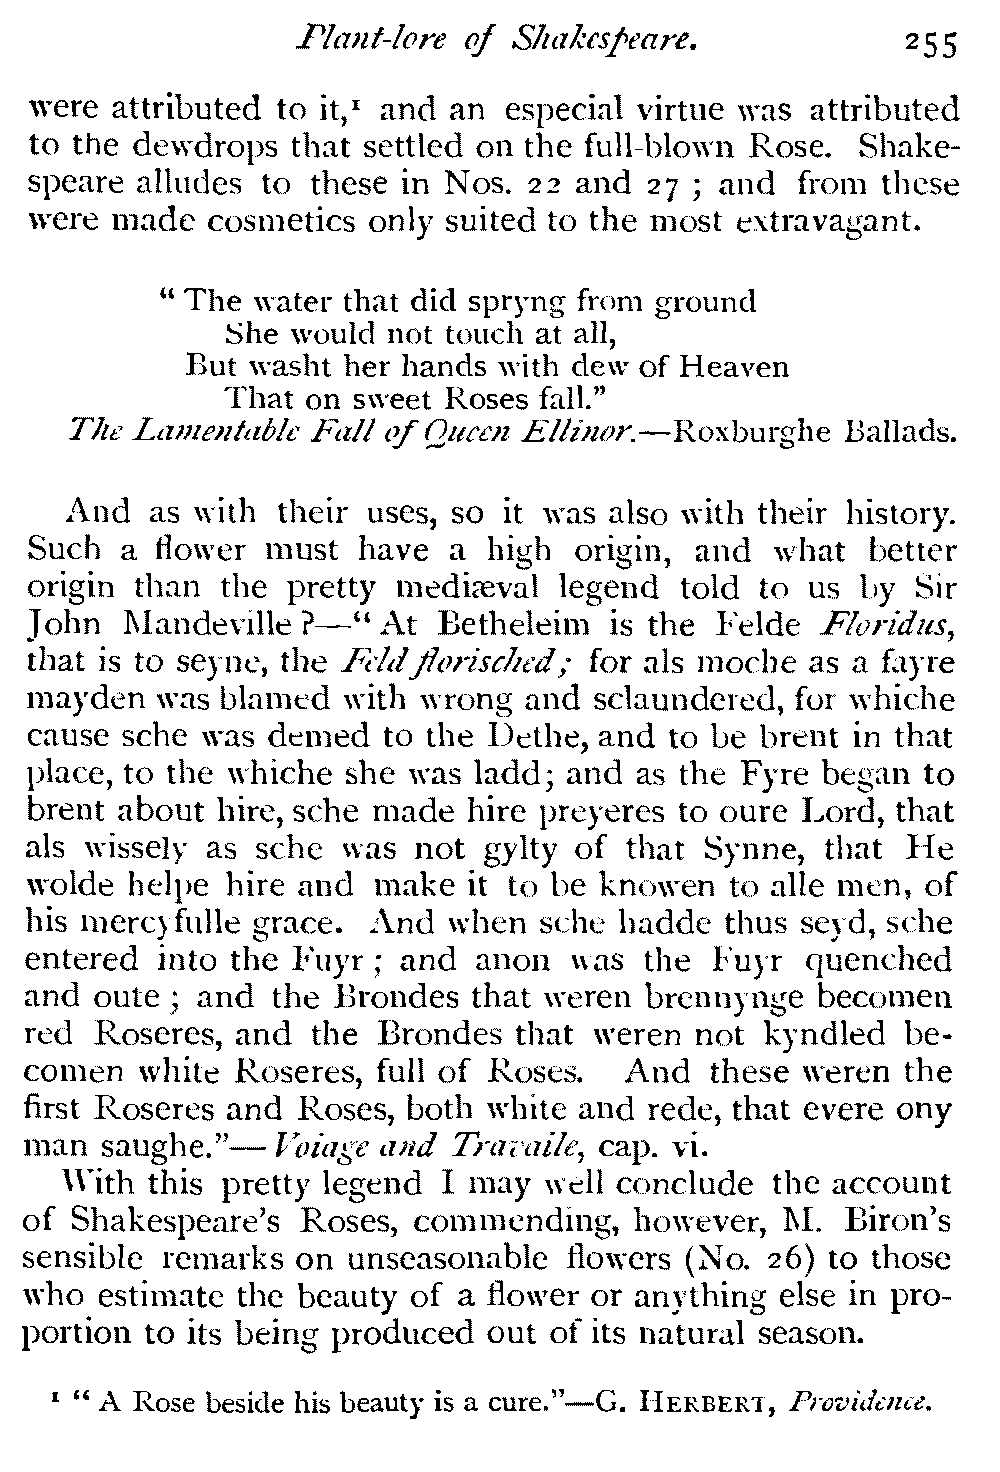 Plant-lore of Shakespeare. 255
were attributed to it,¹ and an especial virtue was attributed
to the dewdrops that settled on the full-blown Rose. Shake-
speare alludes to these in Nos. 22 and 27 ; and from these
were made cosmetics only suited to the most extravagant.
“ The water that did spryng from ground
She would not touch at all,
But washt her hands with dew of Heaven
That on sweet Roses fall.”
The Lamentable Fall of Queen Ellinor.—Roxburghe Ballads.
And as with their uses, so it was also with their history.
Such a flower must have a high origin, and what better
origin than the pretty mediæval legend told to us by Sir
John Mandeville ?—“ At Betheleim is the Felde Floridus,
that is to seyne, the Feld florisched ; for als moche as a fayre
mayden was blamed with wrong and sclaundered, for whiche
cause sche was demed to the Dethe, and to be brent in that
place, to the whiche she was ladd; and as the Fyre began to
brent about hire, sche made hire preyeres to oure Lord, that
als wissely as sche was not gylty of that Synne, that He
wolde helpe hire and make it to be knowen to alle men, of
his mercyfulle grace. And when sche hadde thus seyd, sche
entered into the Fuyr ; and anon was the Fuyr quenched
and oute ; and the Brondes that weren brennynge becomen
red Roseres, and the Brondes that weren not kyndled be-
comen white Roseres, full of Roses. And these weren the
first Roseres and Roses, both white and rede, that evere ony
man saughe.”—Voiage and Travaile, cap. vi.
With this pretty legend I may well conclude the account
of Shakespeare’s Roses, commending, however, M. Biron’s
sensible remarks on unseasonable flowers (No. 26) to those
who estimate the beauty of a flower or anything else in pro-
portion to its being produced out of its natural season.
¹ “ A Rose beside his beauty is a cure.”—G. HERBERT, Providence.